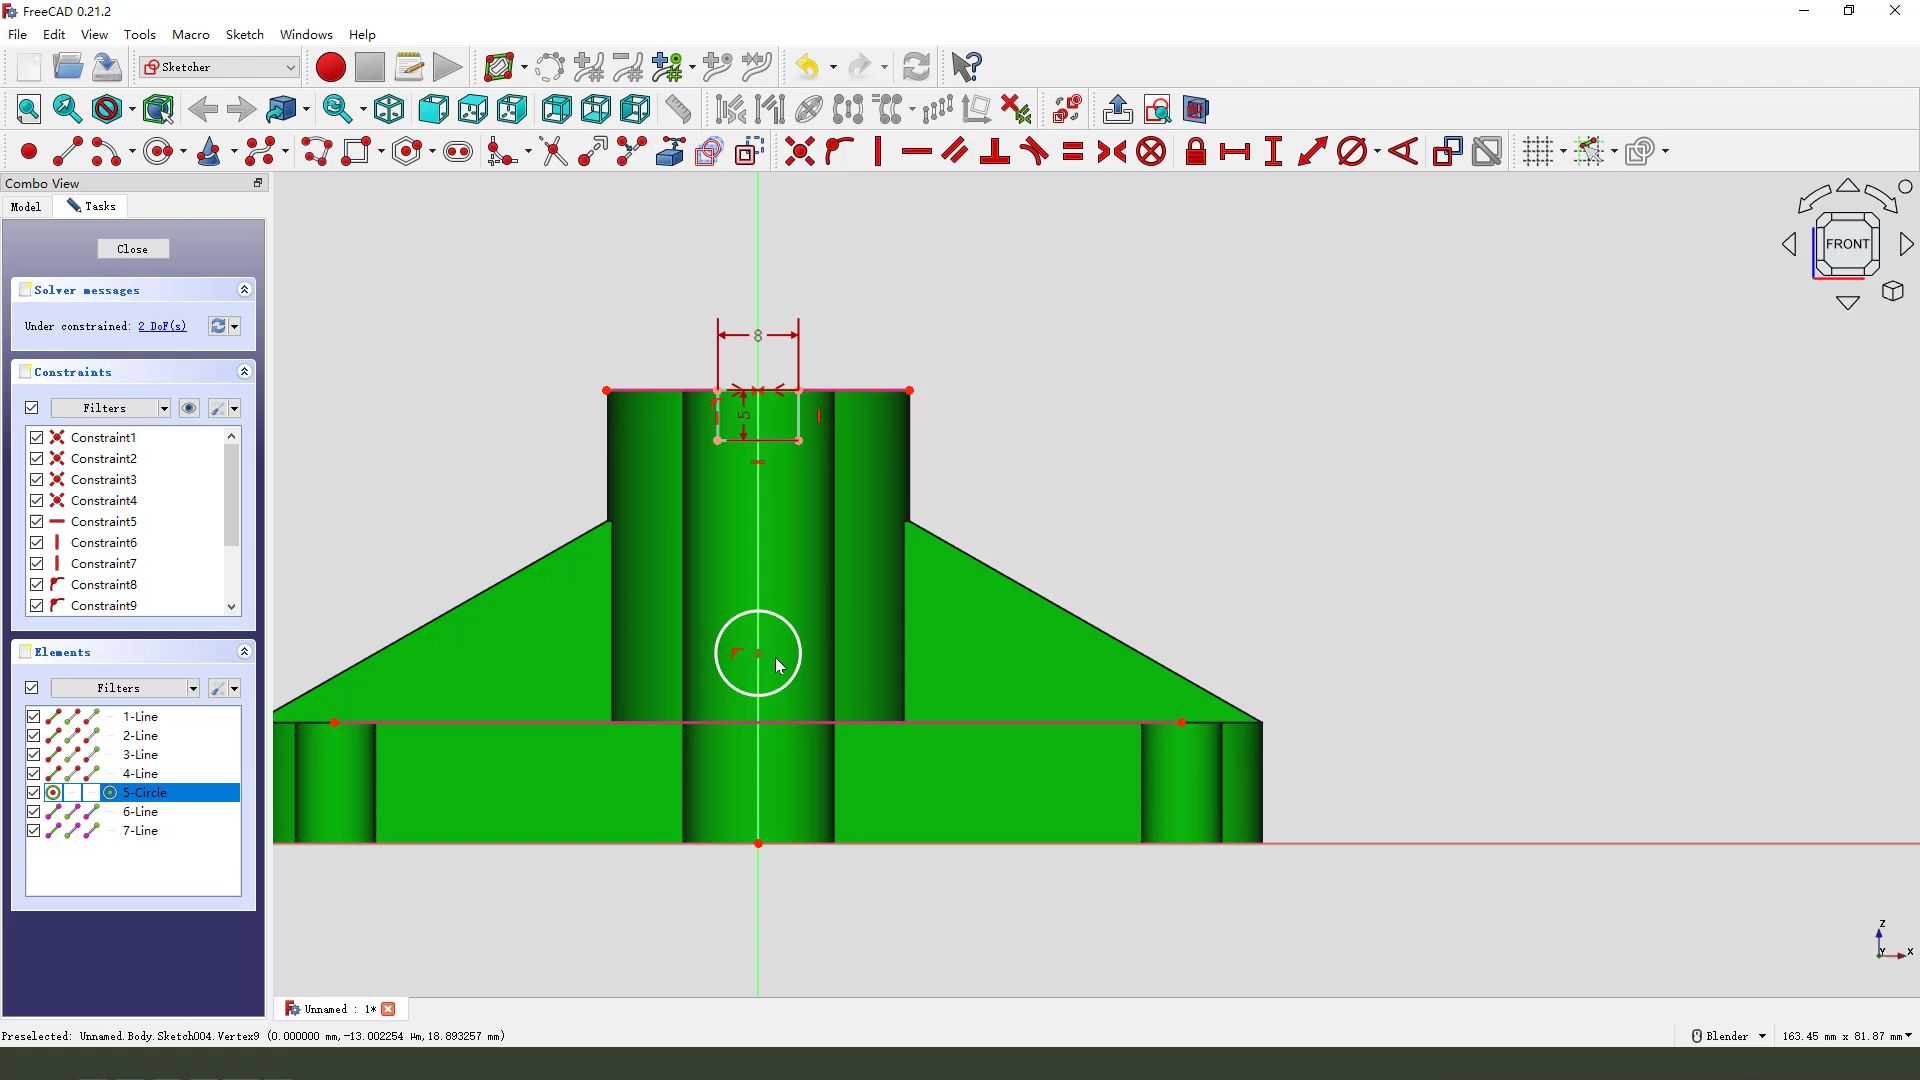 FreeCAD 0.21.2
File Edit View Tools Macro Sketch Windows Help
Sketcher
Combo View
Model Tasks
Close
Solver messages
Under constrained: 2 DoF(s)
Constraints
Filters
Constraint1
Constraint2
Constraint3
Constraint4
Constraint5
Constraint6
Constraint7
Constraint8
Constraint9
Elements
Filters
1-Line
2-Line
3-Line
4-Line
5-Circle
6-Line
7-Line
8
5
FRONT
Z
Y
X
Unnamed : 1*
Preselected: Unnamed.Body.Sketch004.Vertex9 (0.000000 mm,-13.002254 µm,18.893257 mm)
Blender
163.45 mm x 81.87 mm